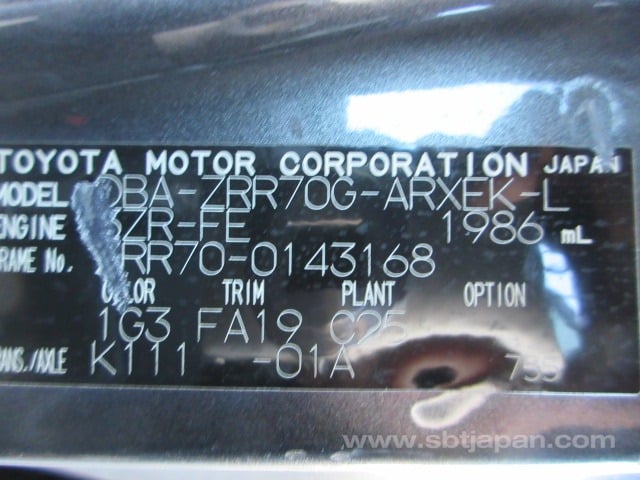 TOYOTA MOTOR CORPORATION JAPAN
MODEL DBA-ZRR70G-ARXEK-L
ENGINE 3ZR-FE 1986 mL
FRAME No. ZRR70-0143168
COLOR TRIM PLANT OPTION
1G3 FA19 C25
TRANS./AXLE K111 -01A
www.sbtjapan.com